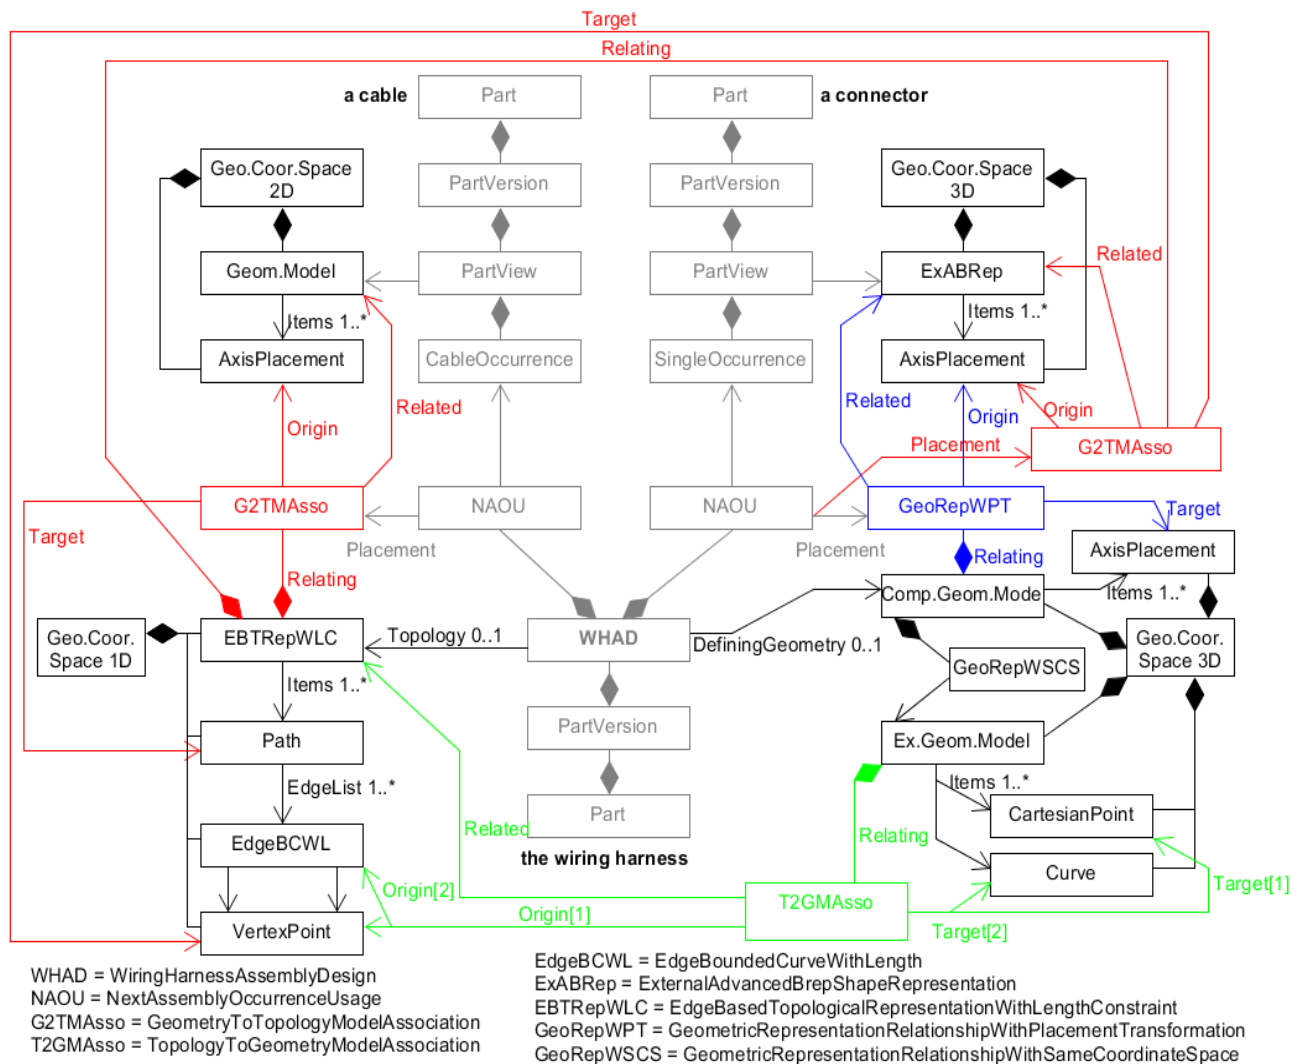 Target
Relating
a cable
Part
Part
a connector
Geo.Coor.Space
2D
PartVersion
PartVersion
Geo.Coor.Space
3D
Geom.Model
PartView
PartView
ExABRep
Related
Items 1..*
Items 1..*
AxisPlacement
CableOccurrence
SingleOccurrence
AxisPlacement
Related
Origin
Related
Origin
Origin
Placement
G2TMAsso
G2TMAsso
NAOU
NAOU
GeoRepWPT
Target
Target
Placement
Placement
Relating
AxisPlacement
Relating
Comp.Geom.Mode
Items 1..*
Geo.Coor.
Space 1D
EBTRepWLC
Topology 0..1
WHAD
DefiningGeometry 0..1
Geo.Coor.
Space 3D
GeoRepWSCS
Items 1..*
Path
PartVersion
Ex.Geom.Model
EdgeList 1..*
Items 1..*
Part
CartesianPoint
Related
Relating
EdgeBCWL
the wiring harness
Curve
Origin[2]
Target[1]
T2GMAsso
Origin[1]
VertexPoint
Target[2]
WHAD = WiringHarnessAssemblyDesign
NAOU = NextAssemblyOccurrenceUsage
G2TMAsso = GeometryToTopologyModelAssociation
T2GMAsso = TopologyToGeometryModelAssociation
EdgeBCWL = EdgeBoundedCurveWithLength
ExABRep = ExternalAdvancedBrepShapeRepresentation
EBTRepWLC = EdgeBasedTopologicalRepresentationWithLengthConstraint
GeoRepWPT = GeometricRepresentationRelationshipWithPlacementTransformation
GeoRepWSCS = GeometricRepresentationRelationshipWithSameCoordinateSpace